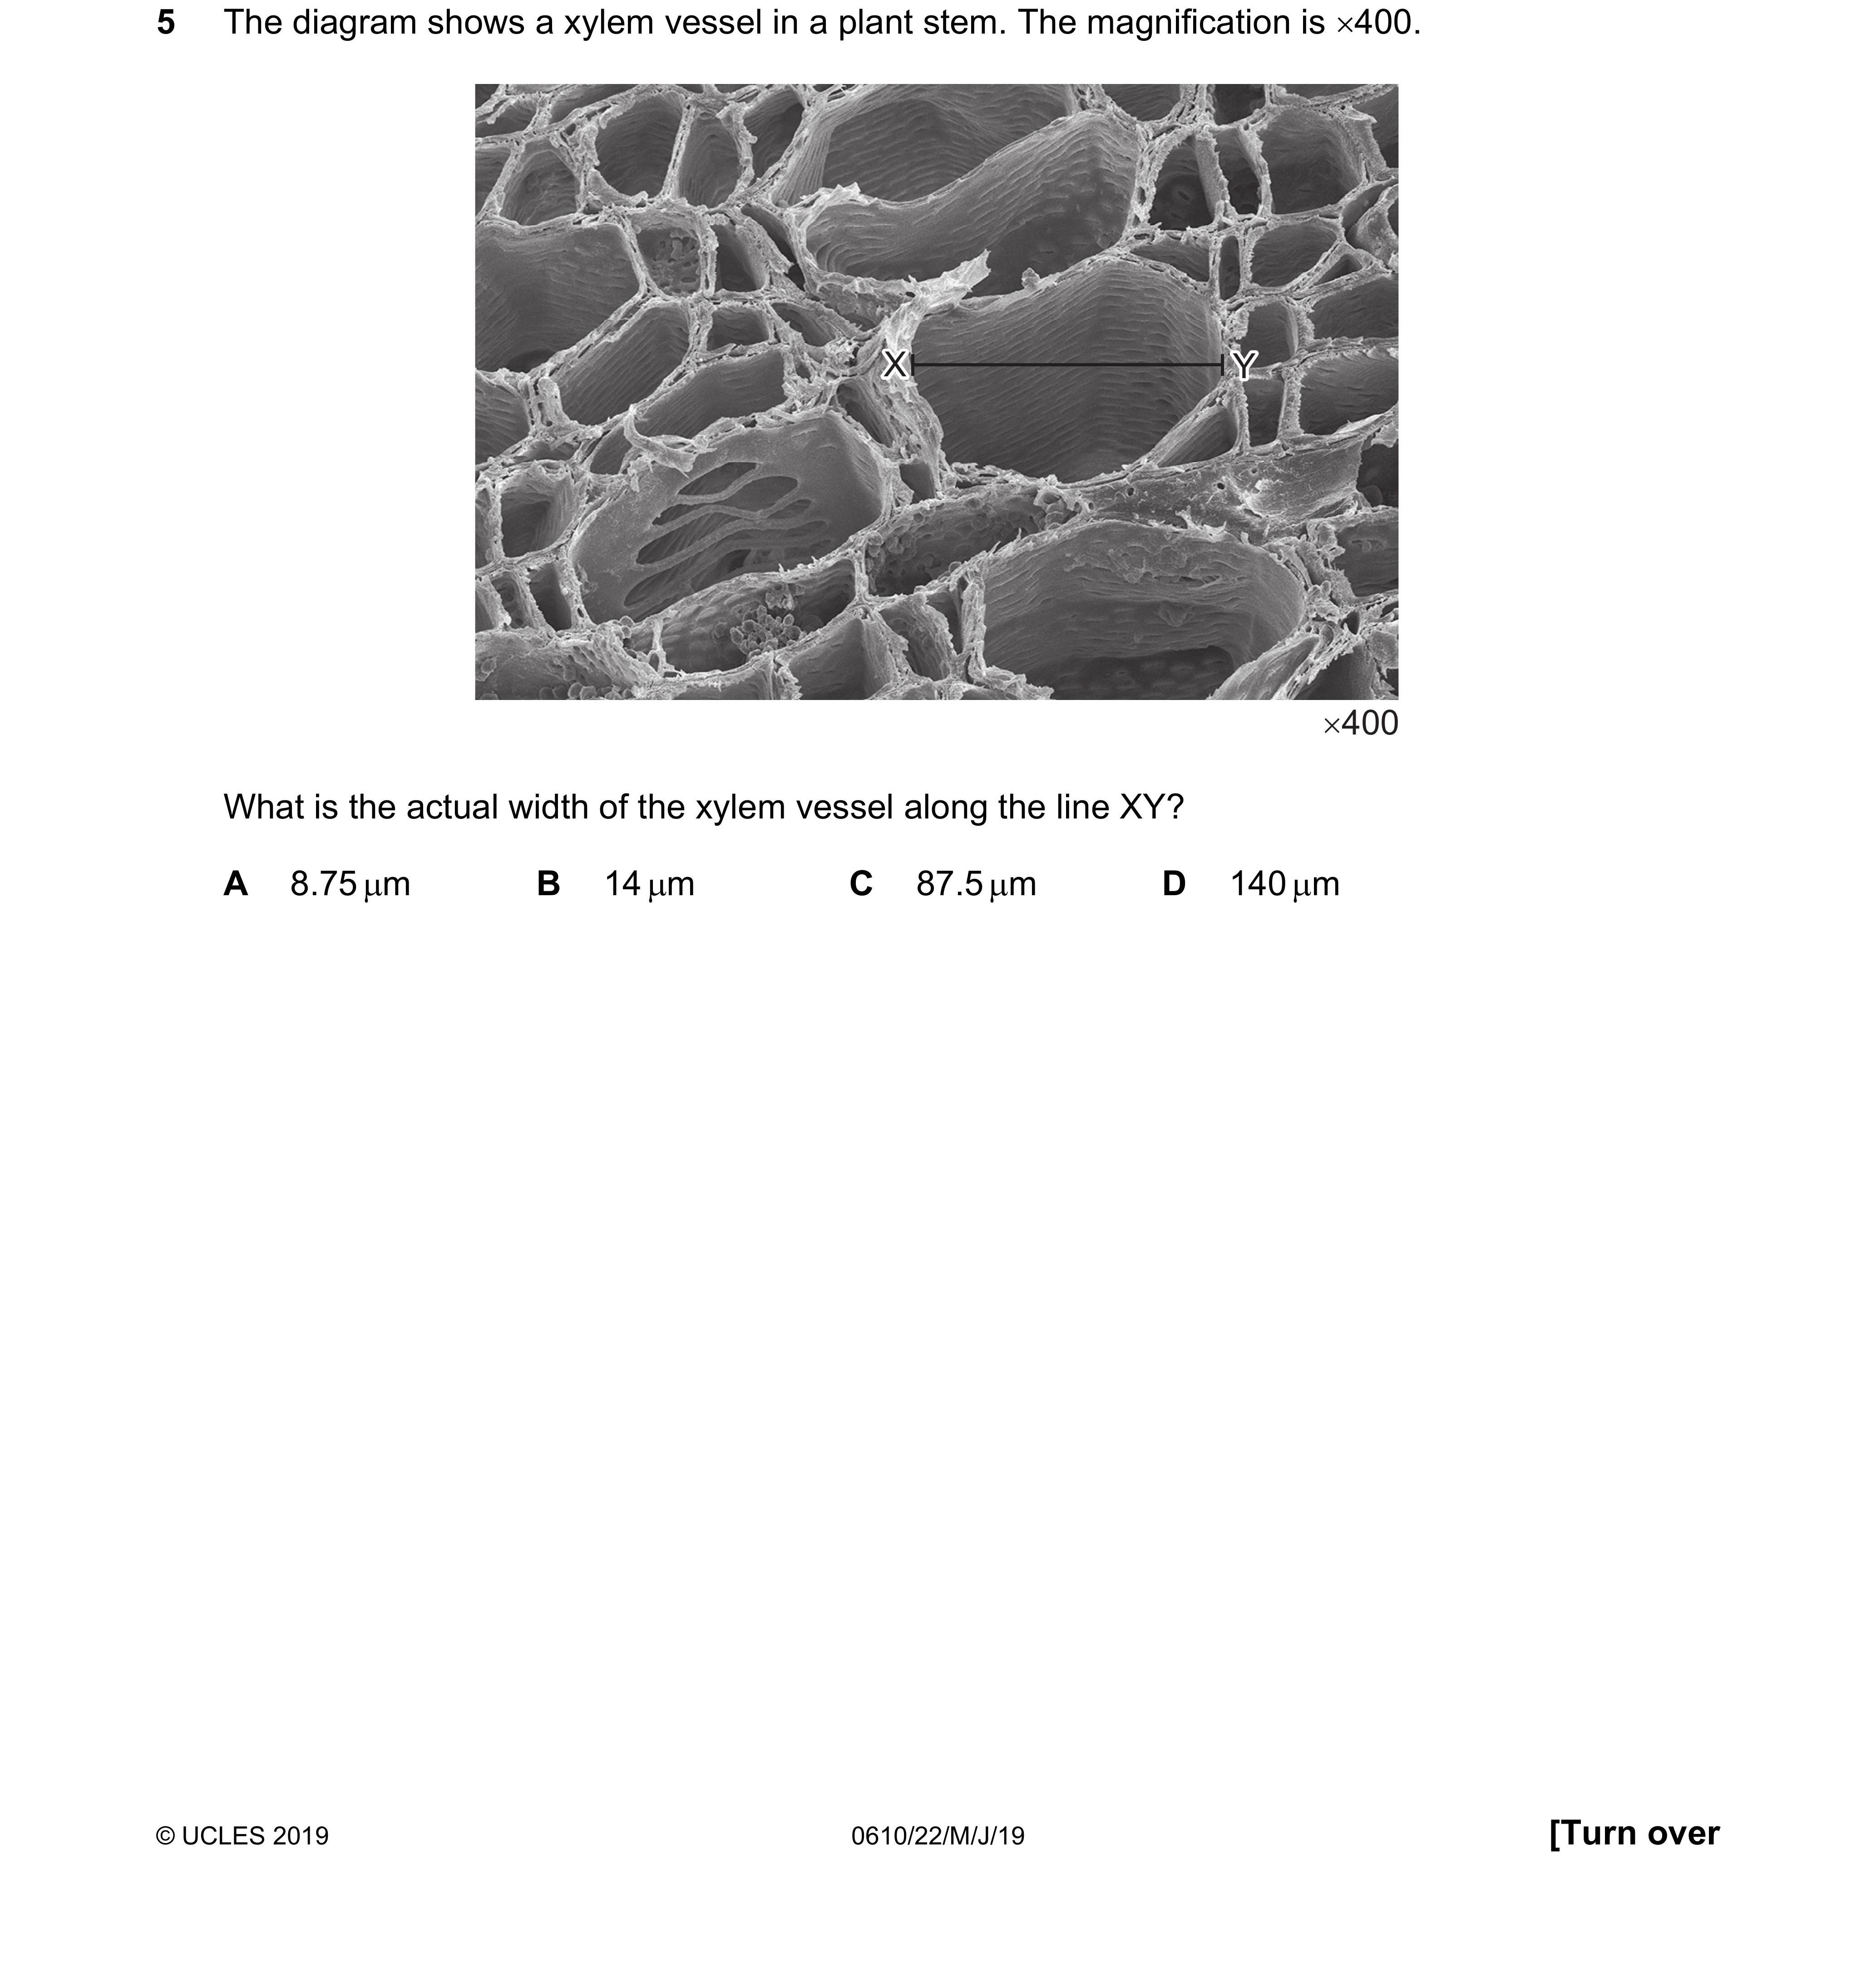 5 The diagram shows a xylem vessel in a plant stem. The magnification is ×400.
X Y
×400
What is the actual width of the xylem vessel along the line XY?
A 8.75 μm B 14 μm C 87.5 μm D 140 μm
© UCLES 2019 0610/22/M/J/19 [Turn over